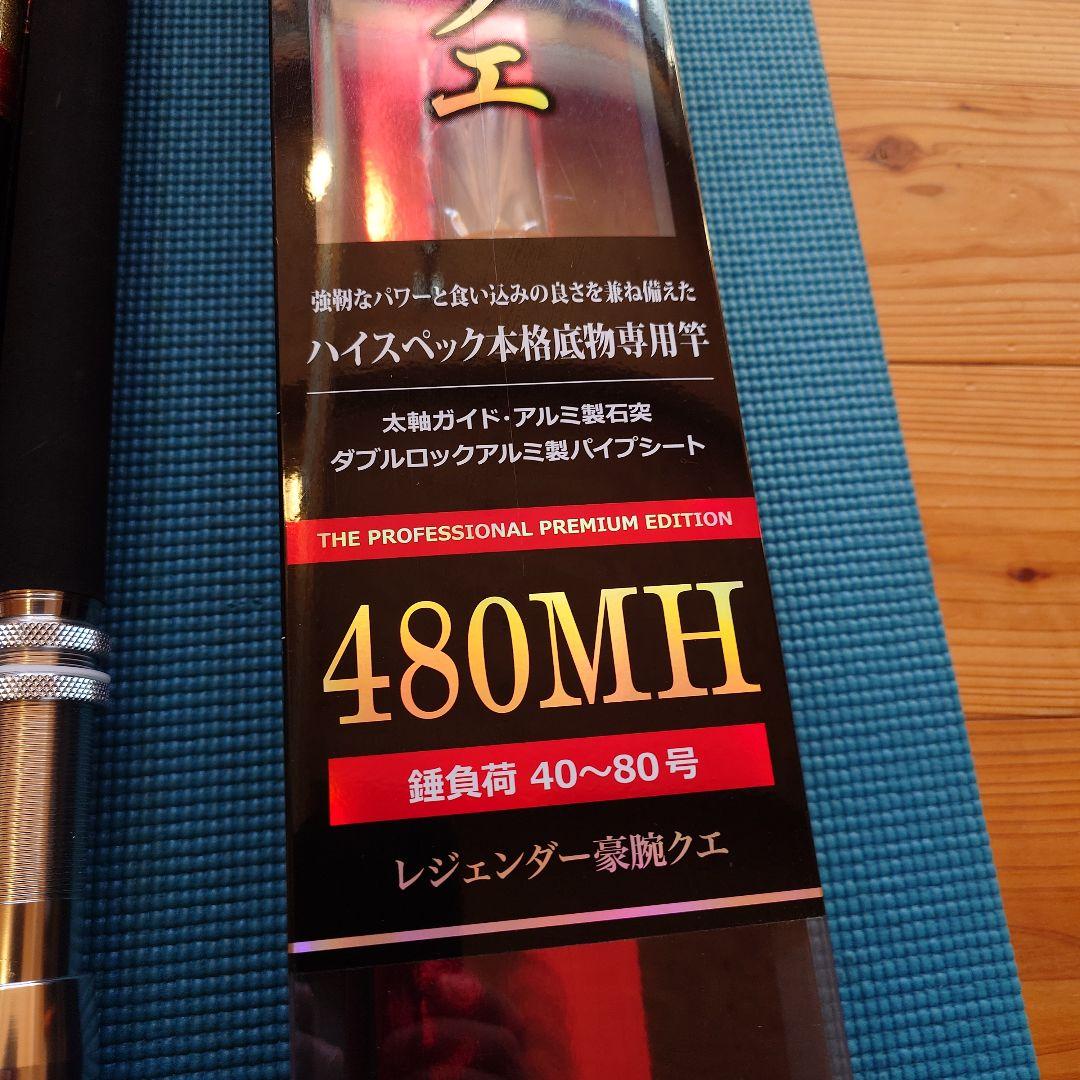 クエ
強靭なパワーと食い込みの良さを兼ね備えた
ハイスペック本格底物専用竿
太軸ガイド・アルミ製石突
ダブルロックアルミ製パイプシート
THE PROFESSIONAL PREMIUM EDITION
480MH
錘負荷 40～80号
レジェンダー豪腕クエ